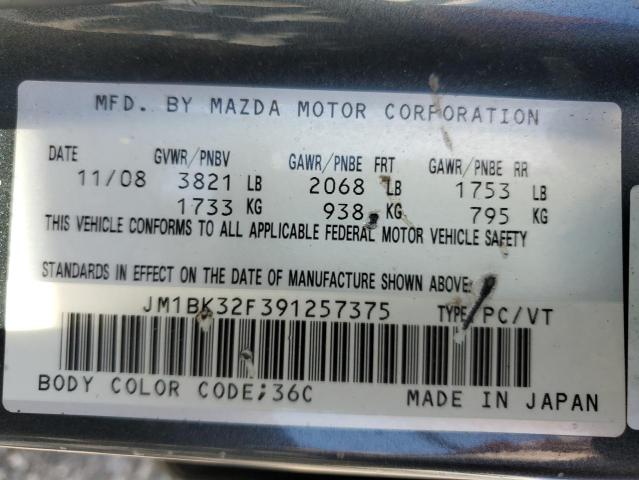 MFD. BY MAZDA MOTOR CORPORATION
DATE GVWR/PNBV GAWR/PNBE FRT GAWR/PNBE RR
11/08 3821 LB 2068 LB 1753 LB
1733 KG 938 KG 795 KG
THIS VEHICLE CONFORMS TO ALL APPLICABLE FEDERAL MOTOR VEHICLE SAFETY
STANDARDS IN EFFECT ON THE DATE OF MANUFACTURE SHOWN ABOVE.
JM1BK32F391257375 TYPE/PC/VT
BODY COLOR CODE;36C MADE IN JAPAN